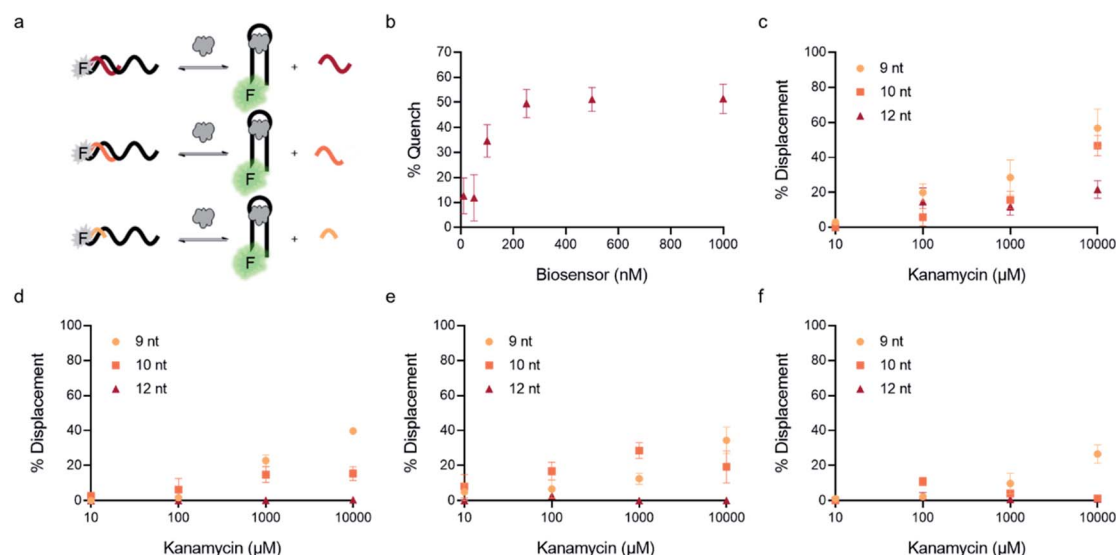 a
F
F
+
F
F
+
F
F
+
b
70
60
50
40
30
20
10
0
% Quench
0 200 400 600 800 1000
Biosensor (nM)
c
100
80
60
40
20
0
% Displacement
9 nt
10 nt
12 nt
10 100 1000 10000
Kanamycin (µM)
d
100
80
60
40
20
0
% Displacement
9 nt
10 nt
12 nt
10 100 1000 10000
Kanamycin (µM)
e
100
80
60
40
20
0
% Displacement
9 nt
10 nt
12 nt
10 100 1000 10000
Kanamycin (µM)
f
100
80
60
40
20
0
% Displacement
9 nt
10 nt
12 nt
10 100 1000 10000
Kanamycin (µM)